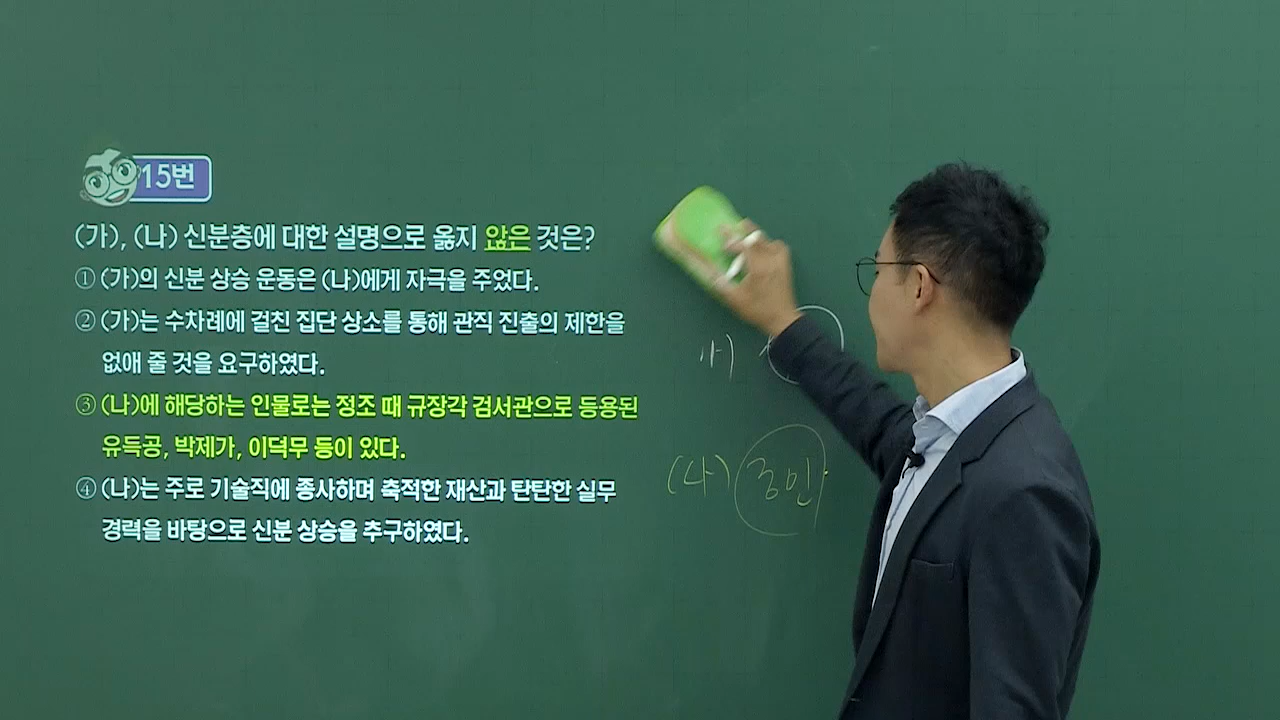 15번
(가), (나) 신분층에 대한 설명으로 옳지 않은 것은?
① (가)의 신분 상승 운동은 (나)에게 자극을 주었다.
② (가)는 수차례에 걸친 집단 상소를 통해 관직 진출의 제한을
없애 줄 것을 요구하였다.
③ (나)에 해당하는 인물로는 정조 때 규장각 검서관으로 등용된
유득공, 박제가, 이덕무 등이 있다.
④ (나)는 주로 기술직에 종사하며 축적한 재산과 탄탄한 실무
경력을 바탕으로 신분 상승을 추구하였다.
(나) 중인